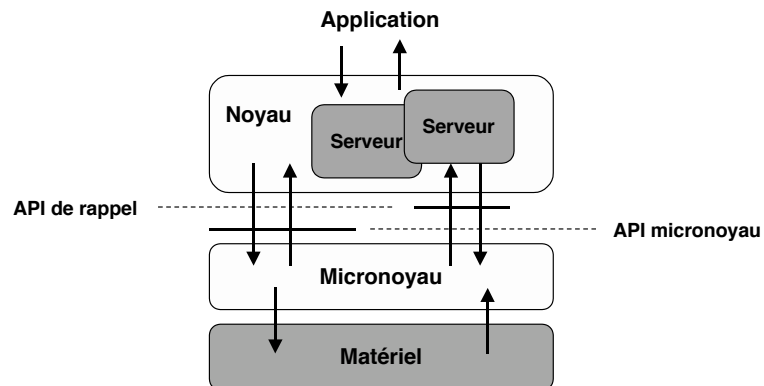 Application
Noyau
Serveur
Serveur
API de rappel
API micronoyau
Micronoyau
Matériel